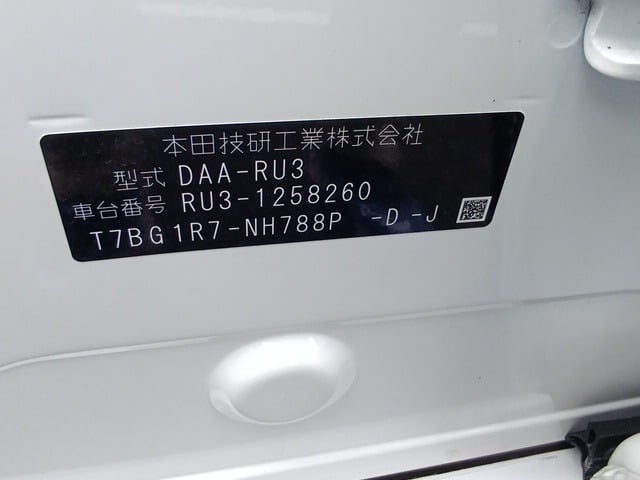 本田技研工業株式会社
型式 DAA-RU3
車台番号 RU3-1258260
T7BG1R7-NH788P -D -J